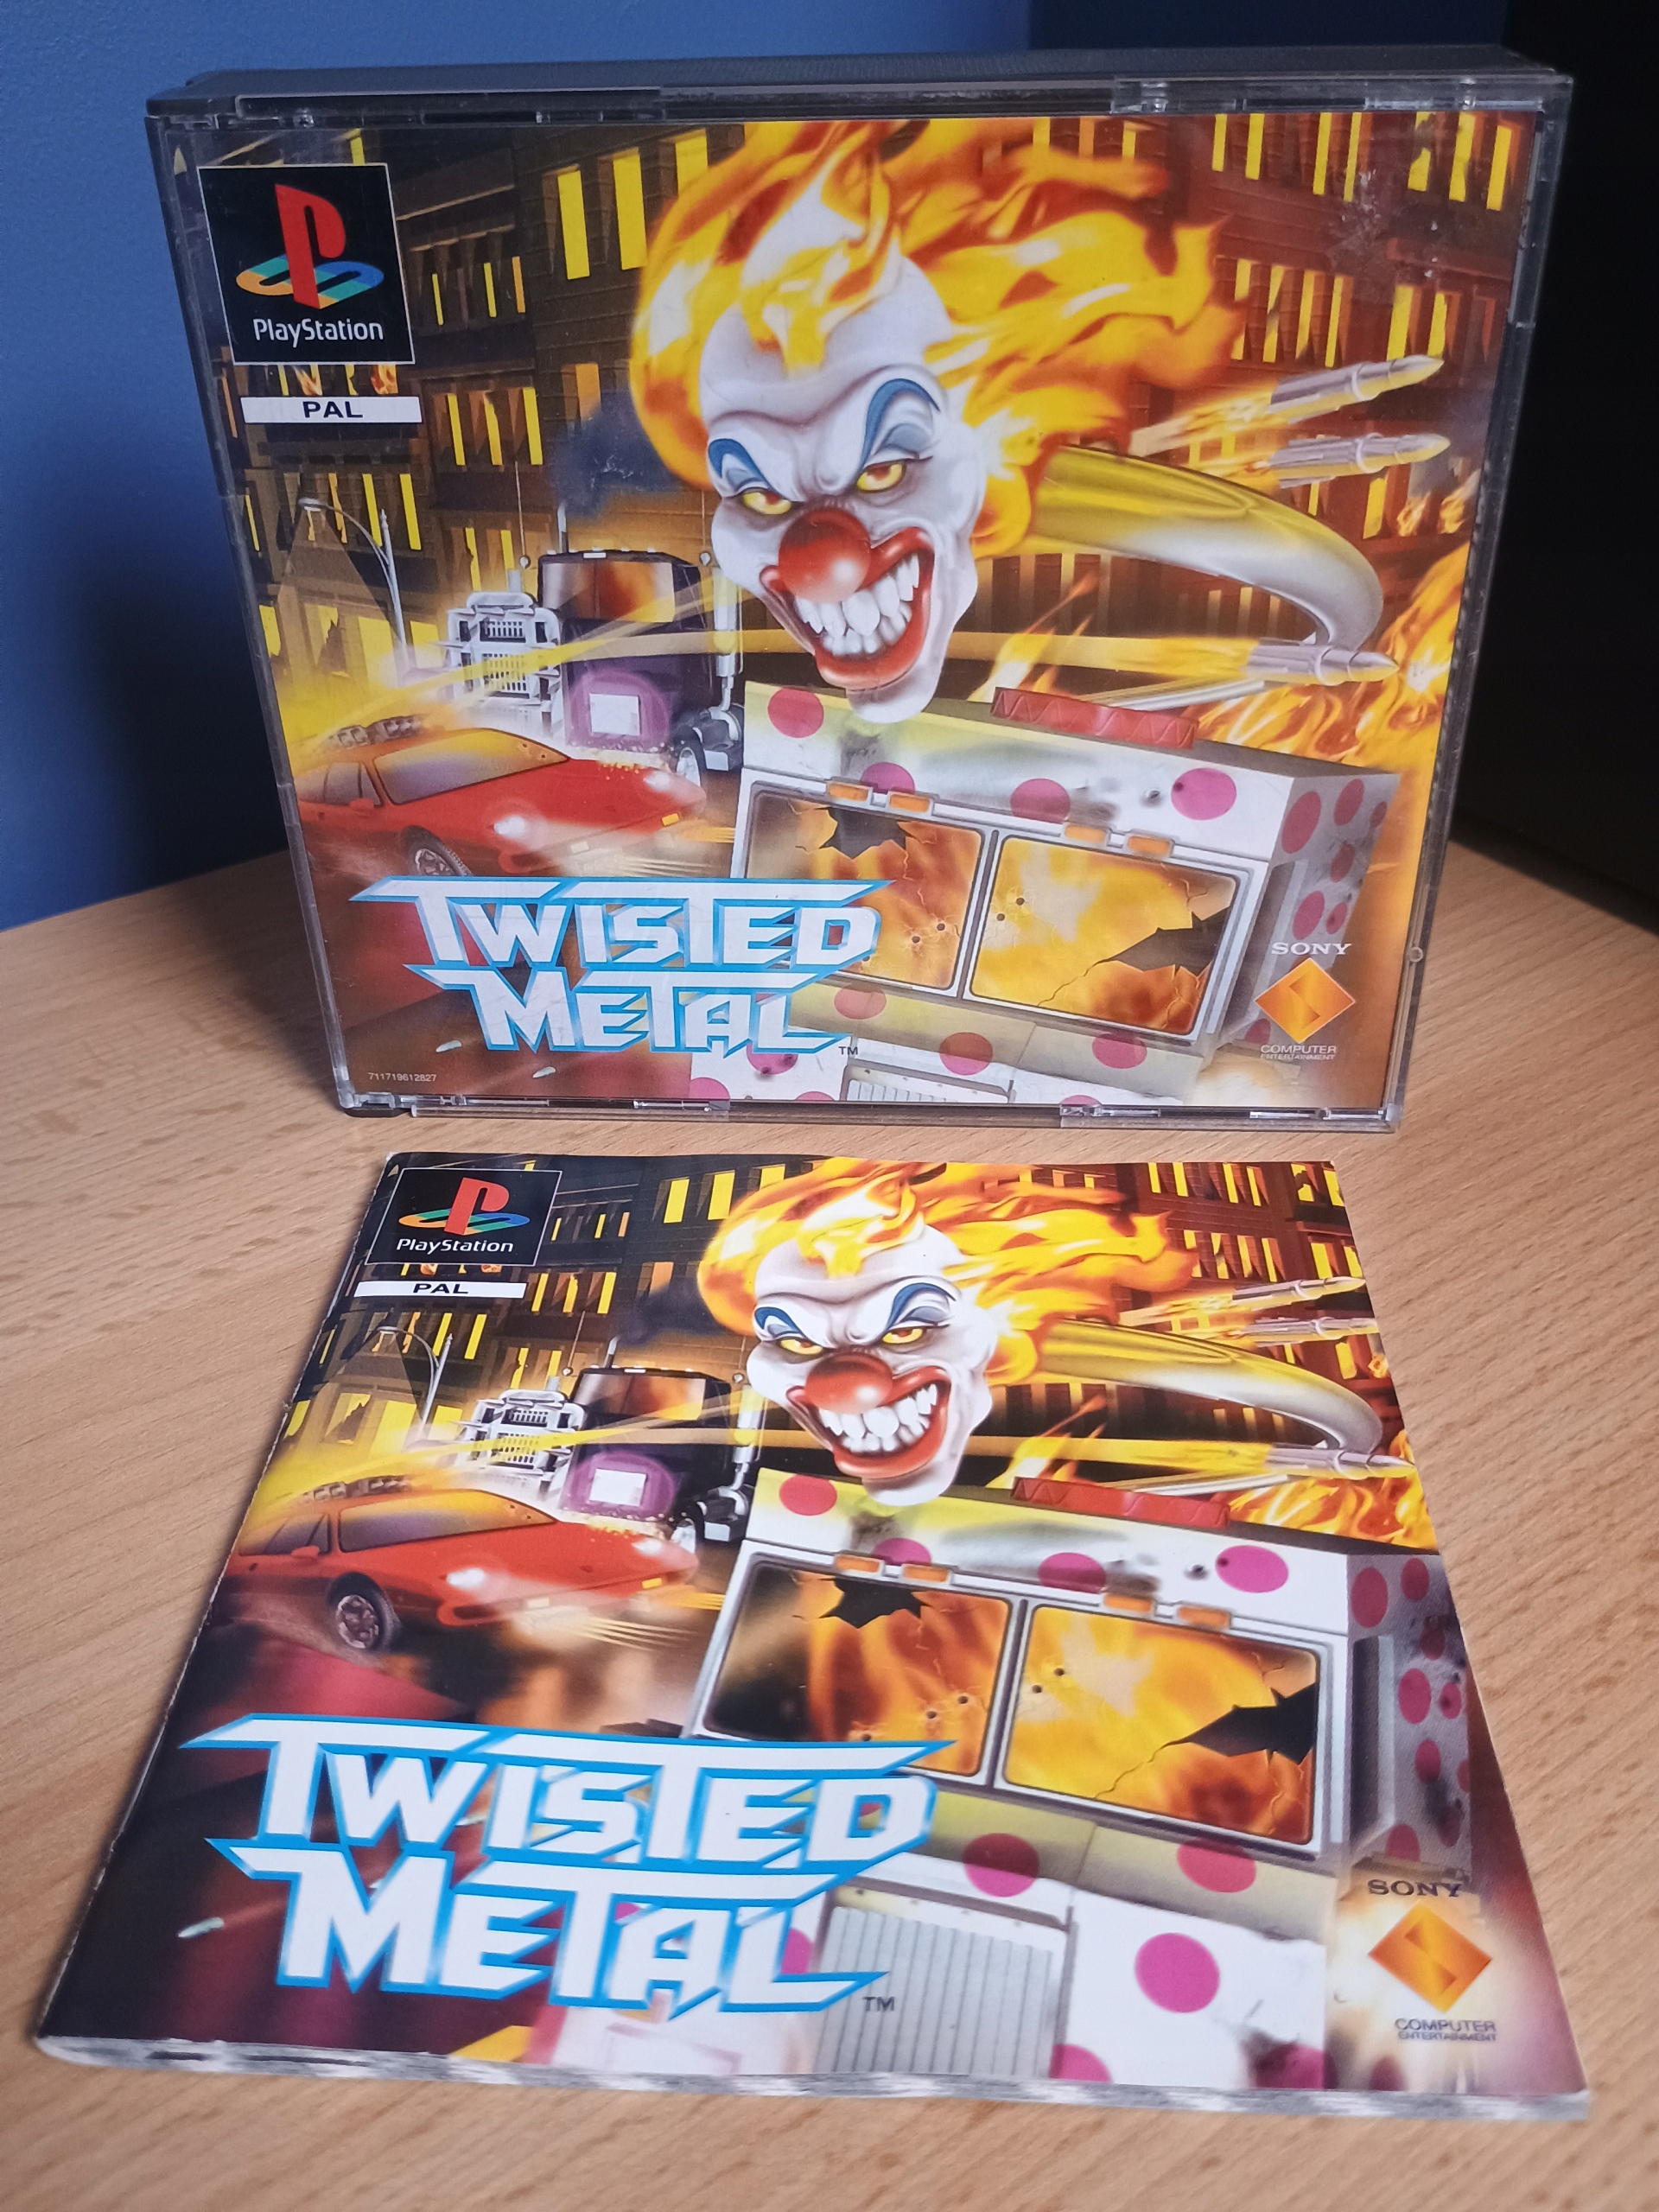 PlayStation
PAL
TWISTED
METAL
TM
711719612827
SONY
COMPUTER
ENTERTAINMENT
PlayStation
PAL
TWISTED
METAL
TM
SONY
COMPUTER
ENTERTAINMENT